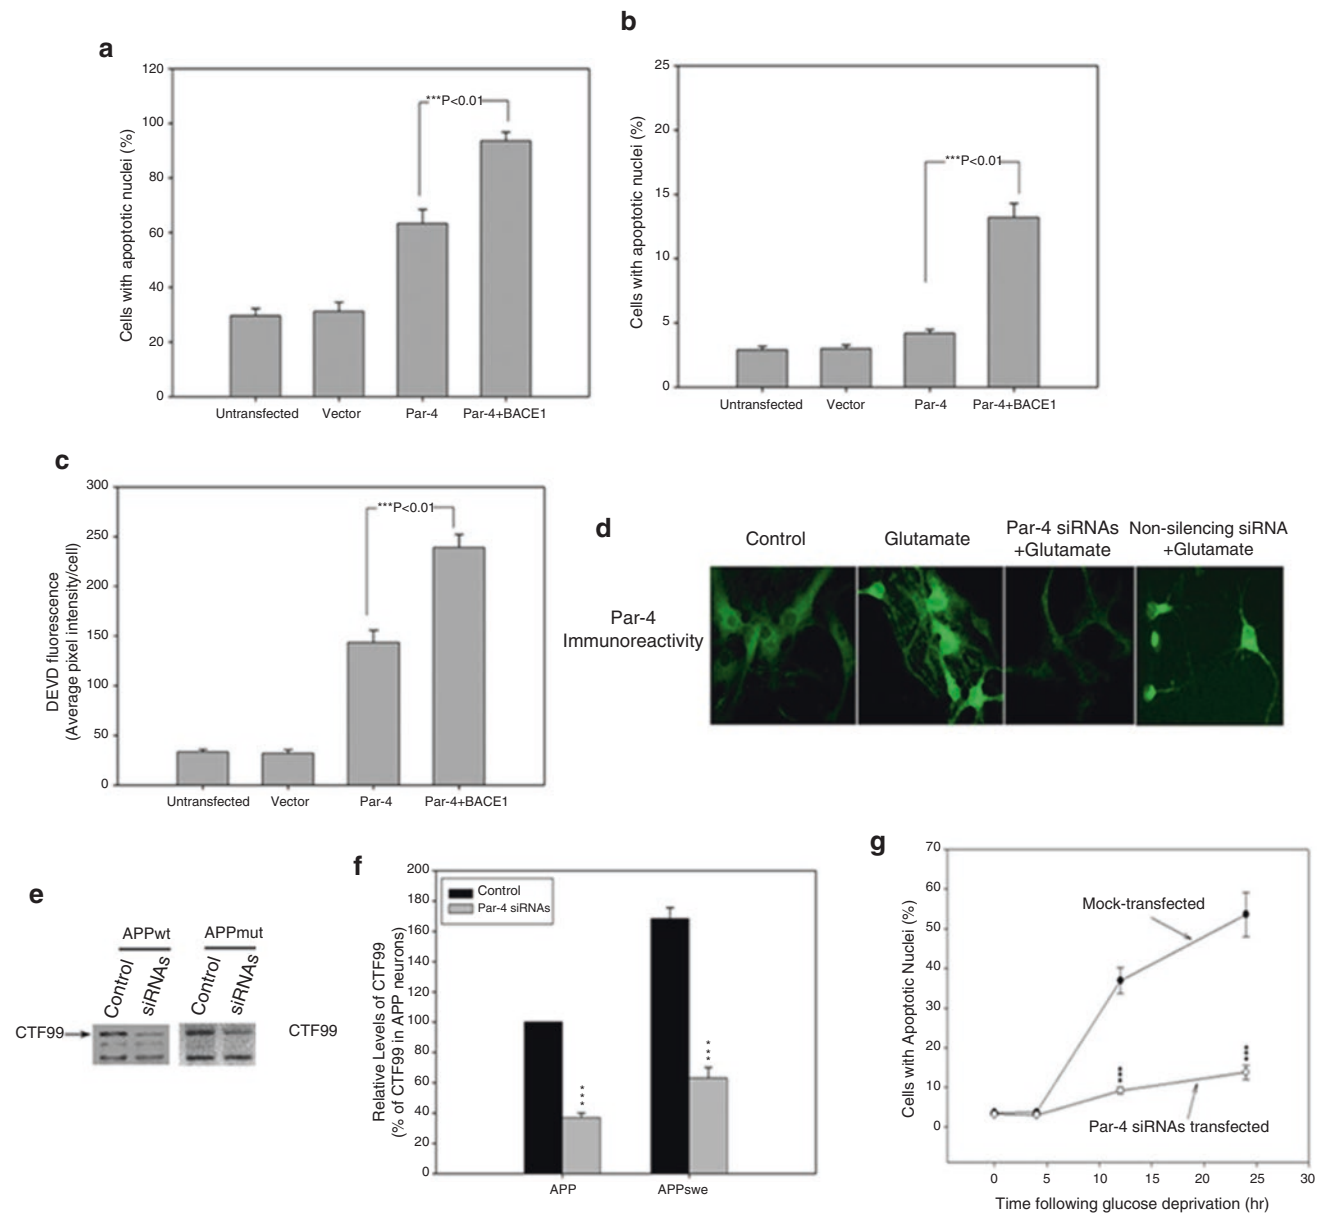 a
120
100
80
60
40
20
0
Cells with apoptotic nuclei (%)
***P<0.01
Untransfected Vector Par-4 Par-4+BACE1
b
25
20
15
10
5
0
Cells with apoptotic nuclei (%)
***P<0.01
Untransfected Vector Par-4 Par-4+BACE1
c
300
250
200
150
100
50
0
DEVD fluorescence
(Average pixel intensity/cell)
***P<0.01
Untransfected Vector Par-4 Par-4+BACE1
d
Control
Glutamate
Par-4 siRNAs
+Glutamate
Non-silencing siRNA
+Glutamate
Par-4
Immunoreactivity
e
APPwt
APPmut
Control
siRNAs
Control
siRNAs
CTF99
CTF99
f
200
180
160
140
120
100
80
60
40
20
0
Relative Levels of CTF99
(% of CTF99 in APP neurons)
Control
Par-4 siRNAs
***
***
APP
APPswe
g
70
60
50
40
30
20
10
0
Cells with Apoptotic Nuclei (%)
Mock-transfected
***
***
Par-4 siRNAs transfected
0 5 10 15 20 25 30
Time following glucose deprivation (hr)